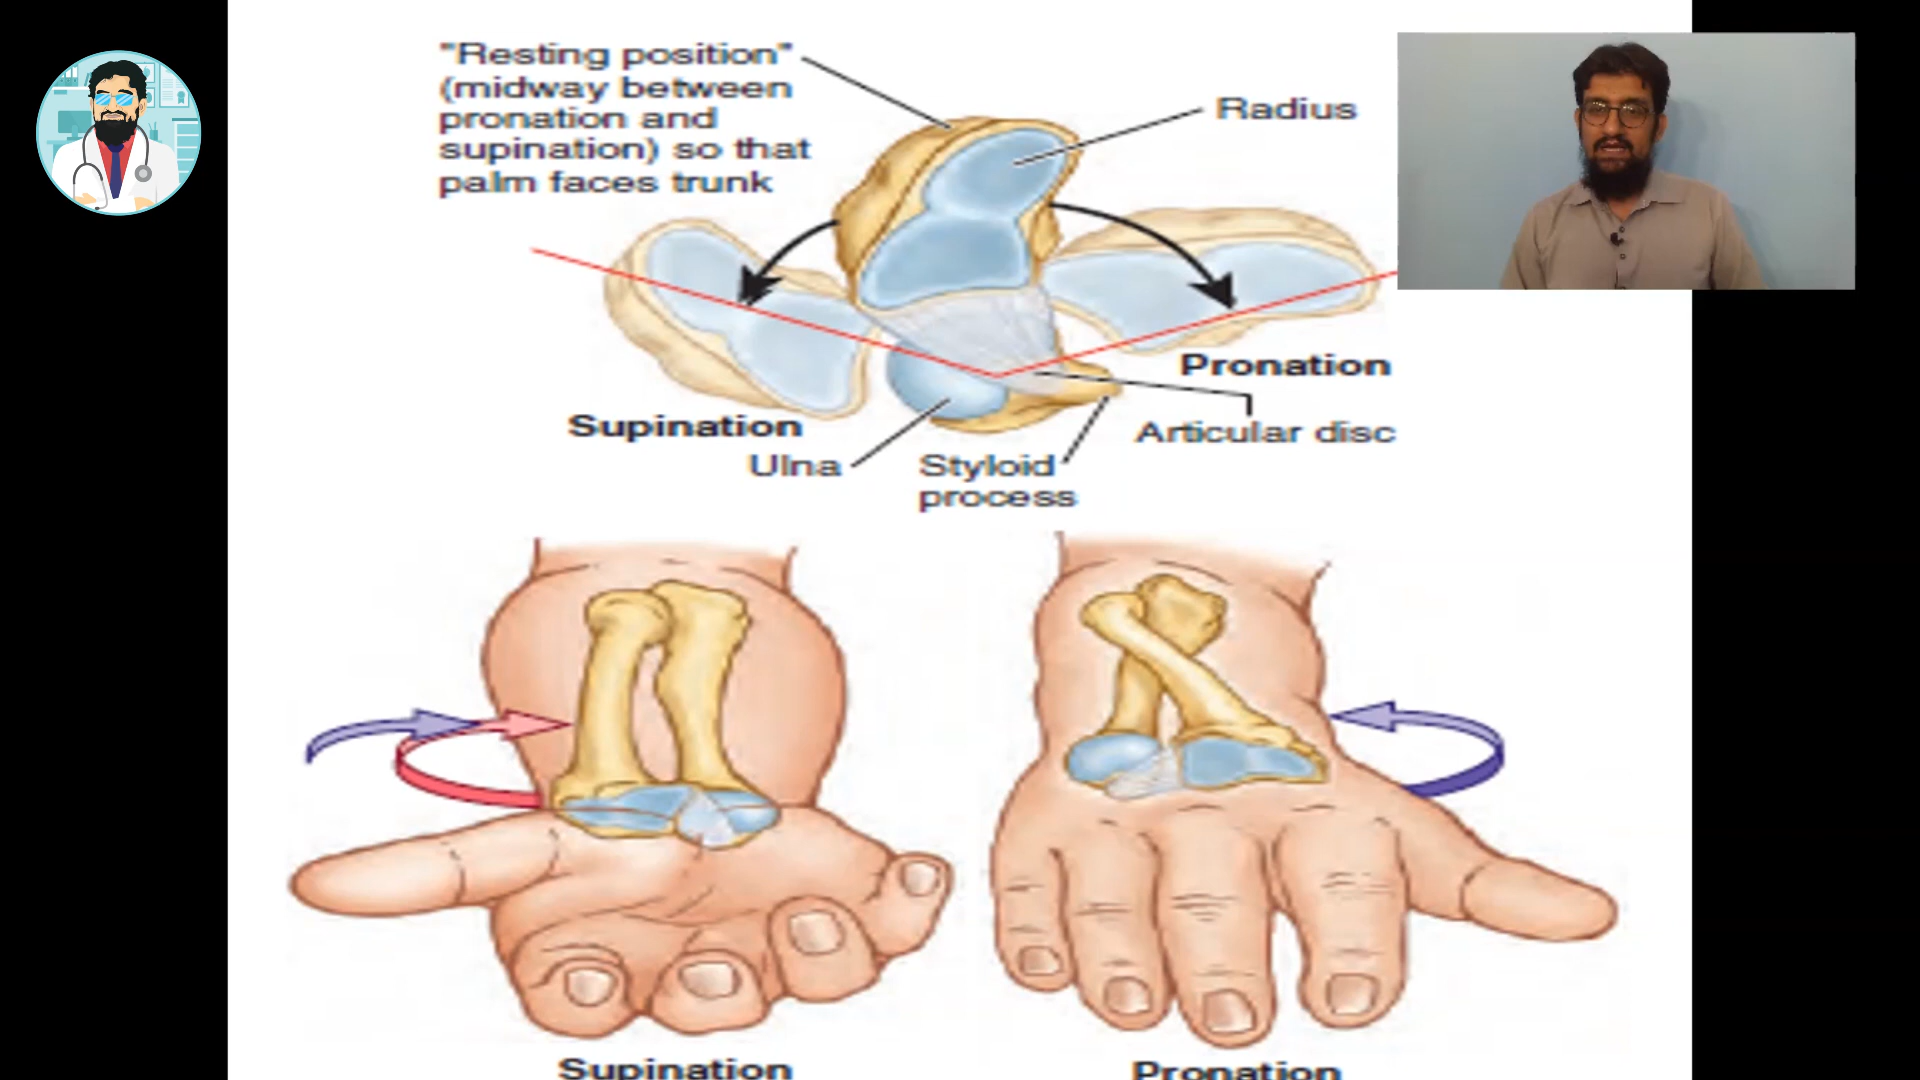 "Resting position"
(midway between
pronation and
supination) so that
palm faces trunk
Radius
Pronation
Supination
Articular disc
Ulna
Styloid
process
Supination
Pronation